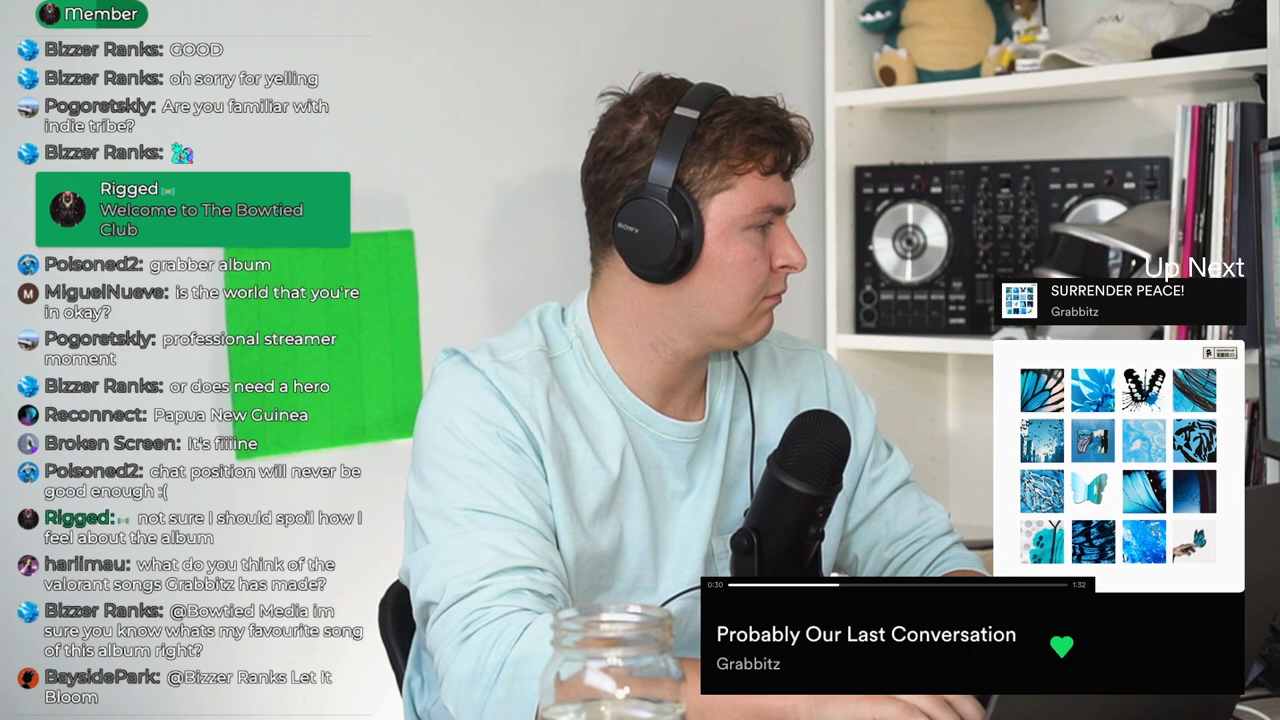 Member
Bizzer Ranks: GOOD
Bizzer Ranks: oh sorry for yelling
Pogoretskiy: Are you familiar with
indie tribe?
Bizzer Ranks:
Rigged
Welcome to The Bowtied
Club
Poisoned2: grabber album
MiguelNueve: is the world that you're
in okay?
Pogoretskiy: professional streamer
moment
Bizzer Ranks: or does need a hero
Reconnect: Papua New Guinea
Broken Screen: It's fiiiine
Poisoned2: chat position will never be
good enough :(
Rigged: not sure I should spoil how I
feel about the album
hariimau: what do you think of the
valorant songs Grabbitz has made?
Bizzer Ranks: @Bowtied Media im
sure you know whats my favourite song
of this album right?
BaysidePark: @Bizzer Ranks Let It
Bloom
SONY
Up Next
SURRENDER PEACE!
Grabbitz
0:30
1:32
Probably Our Last Conversation
Grabbitz